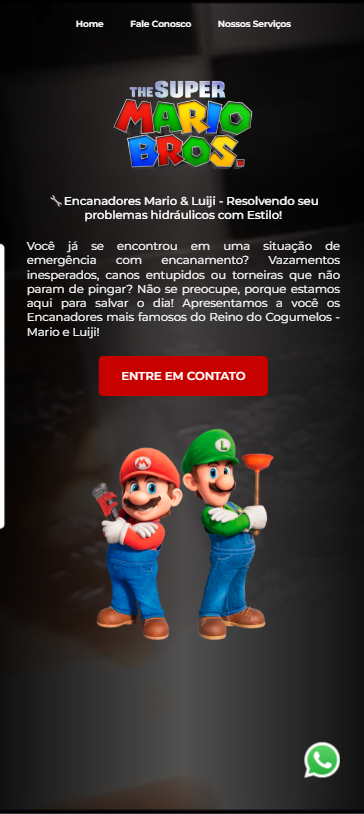 Home Fale Conosco Nossos Serviços
THE SUPER
MARIO
BROS.
🔧Encanadores Mario & Luiji - Resolvendo seu
problemas hidráulicos com Estilo!
Você já se encontrou em uma situação de
emergência com encanamento? Vazamentos
inesperados, canos entupidos ou torneiras que não
param de pingar? Não se preocupe, porque estamos
aqui para salvar o dia! Apresentamos a você os
Encanadores mais famosos do Reino do Cogumelos -
Mario e Luiji!
ENTRE EM CONTATO
M
L